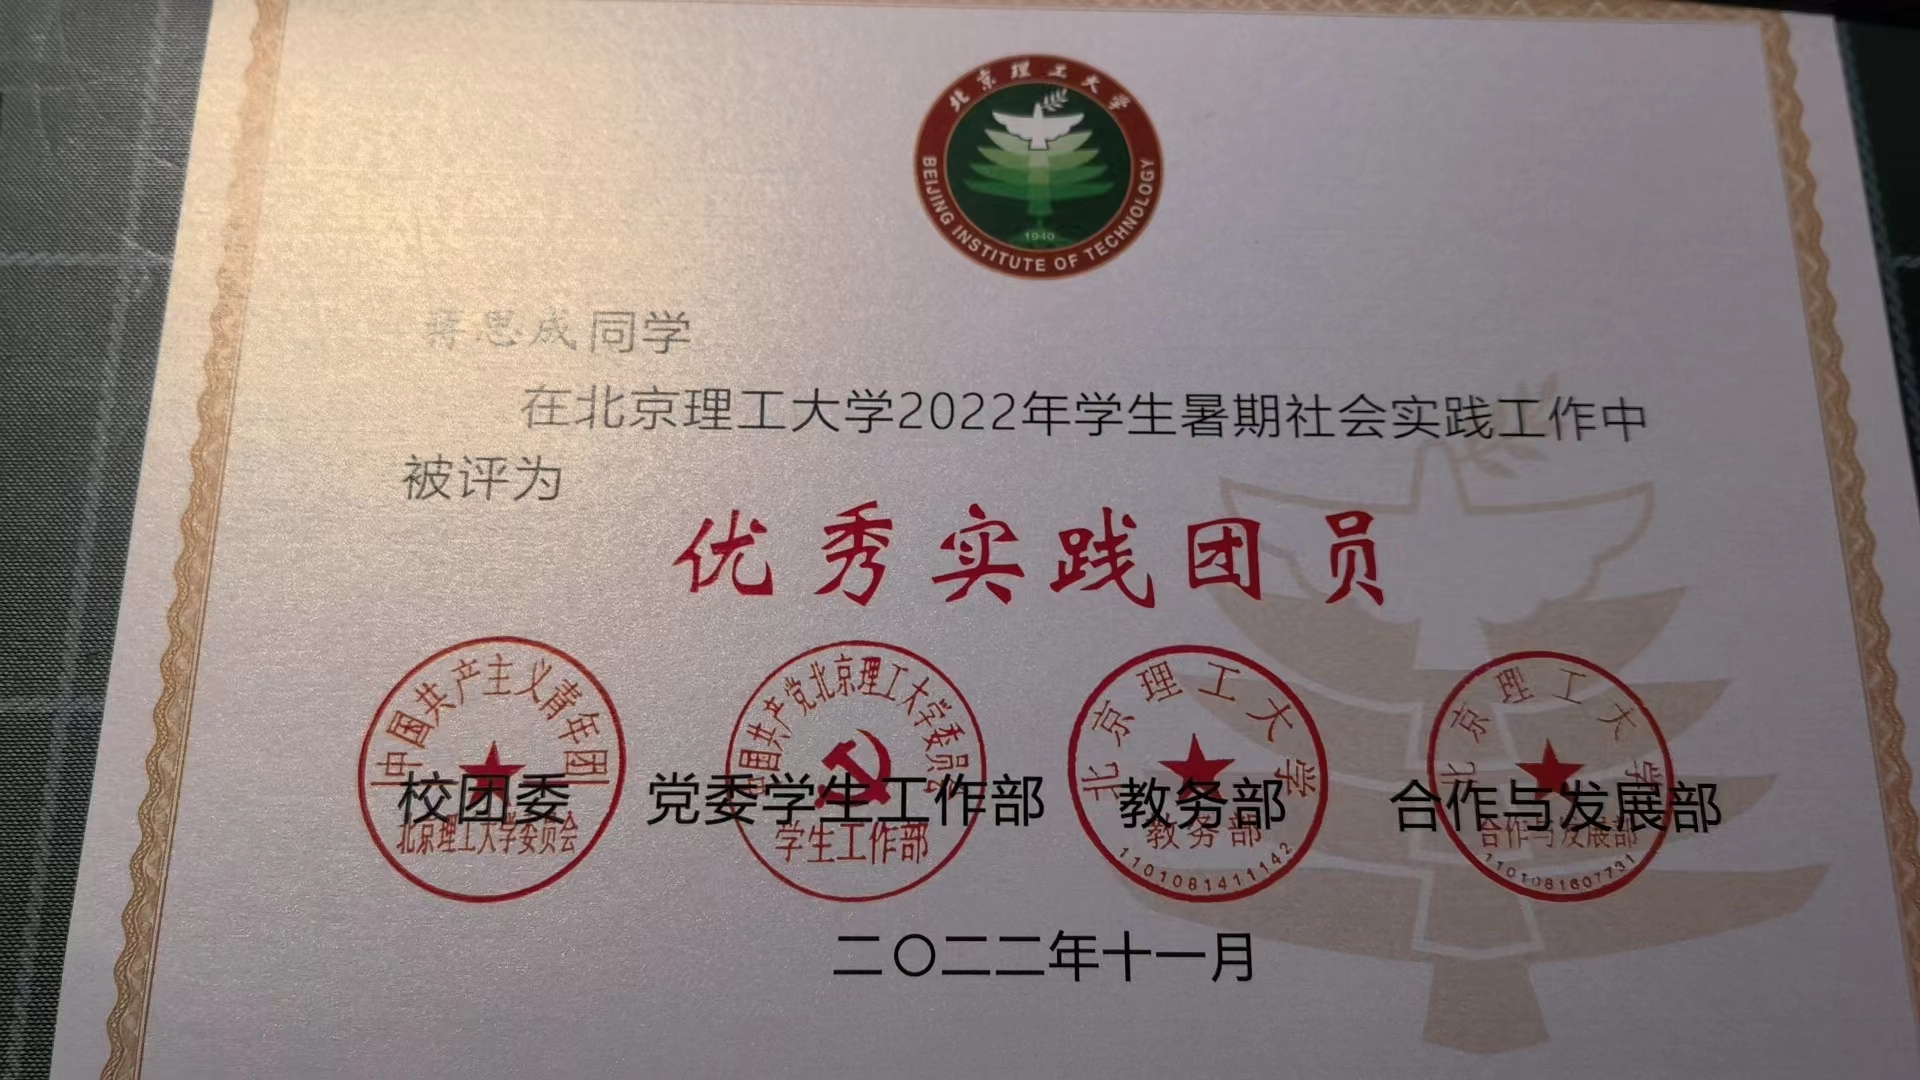 北京理工大学
BEIJING INSTITUTE OF TECHNOLOGY
1940
蒋思成同学
在北京理工大学2022年学生暑期社会实践工作中
被评为
优秀实践团员
中国共产主义青年团
北京理工大学委员会
校团委
中国共产党北京理工大学委员会
学生工作部
党委学生工作部
北京理工大学
教务部
1101081411142
教务部
北京理工大学
合作与发展部
1101081607731
合作与发展部
二〇二二年十一月